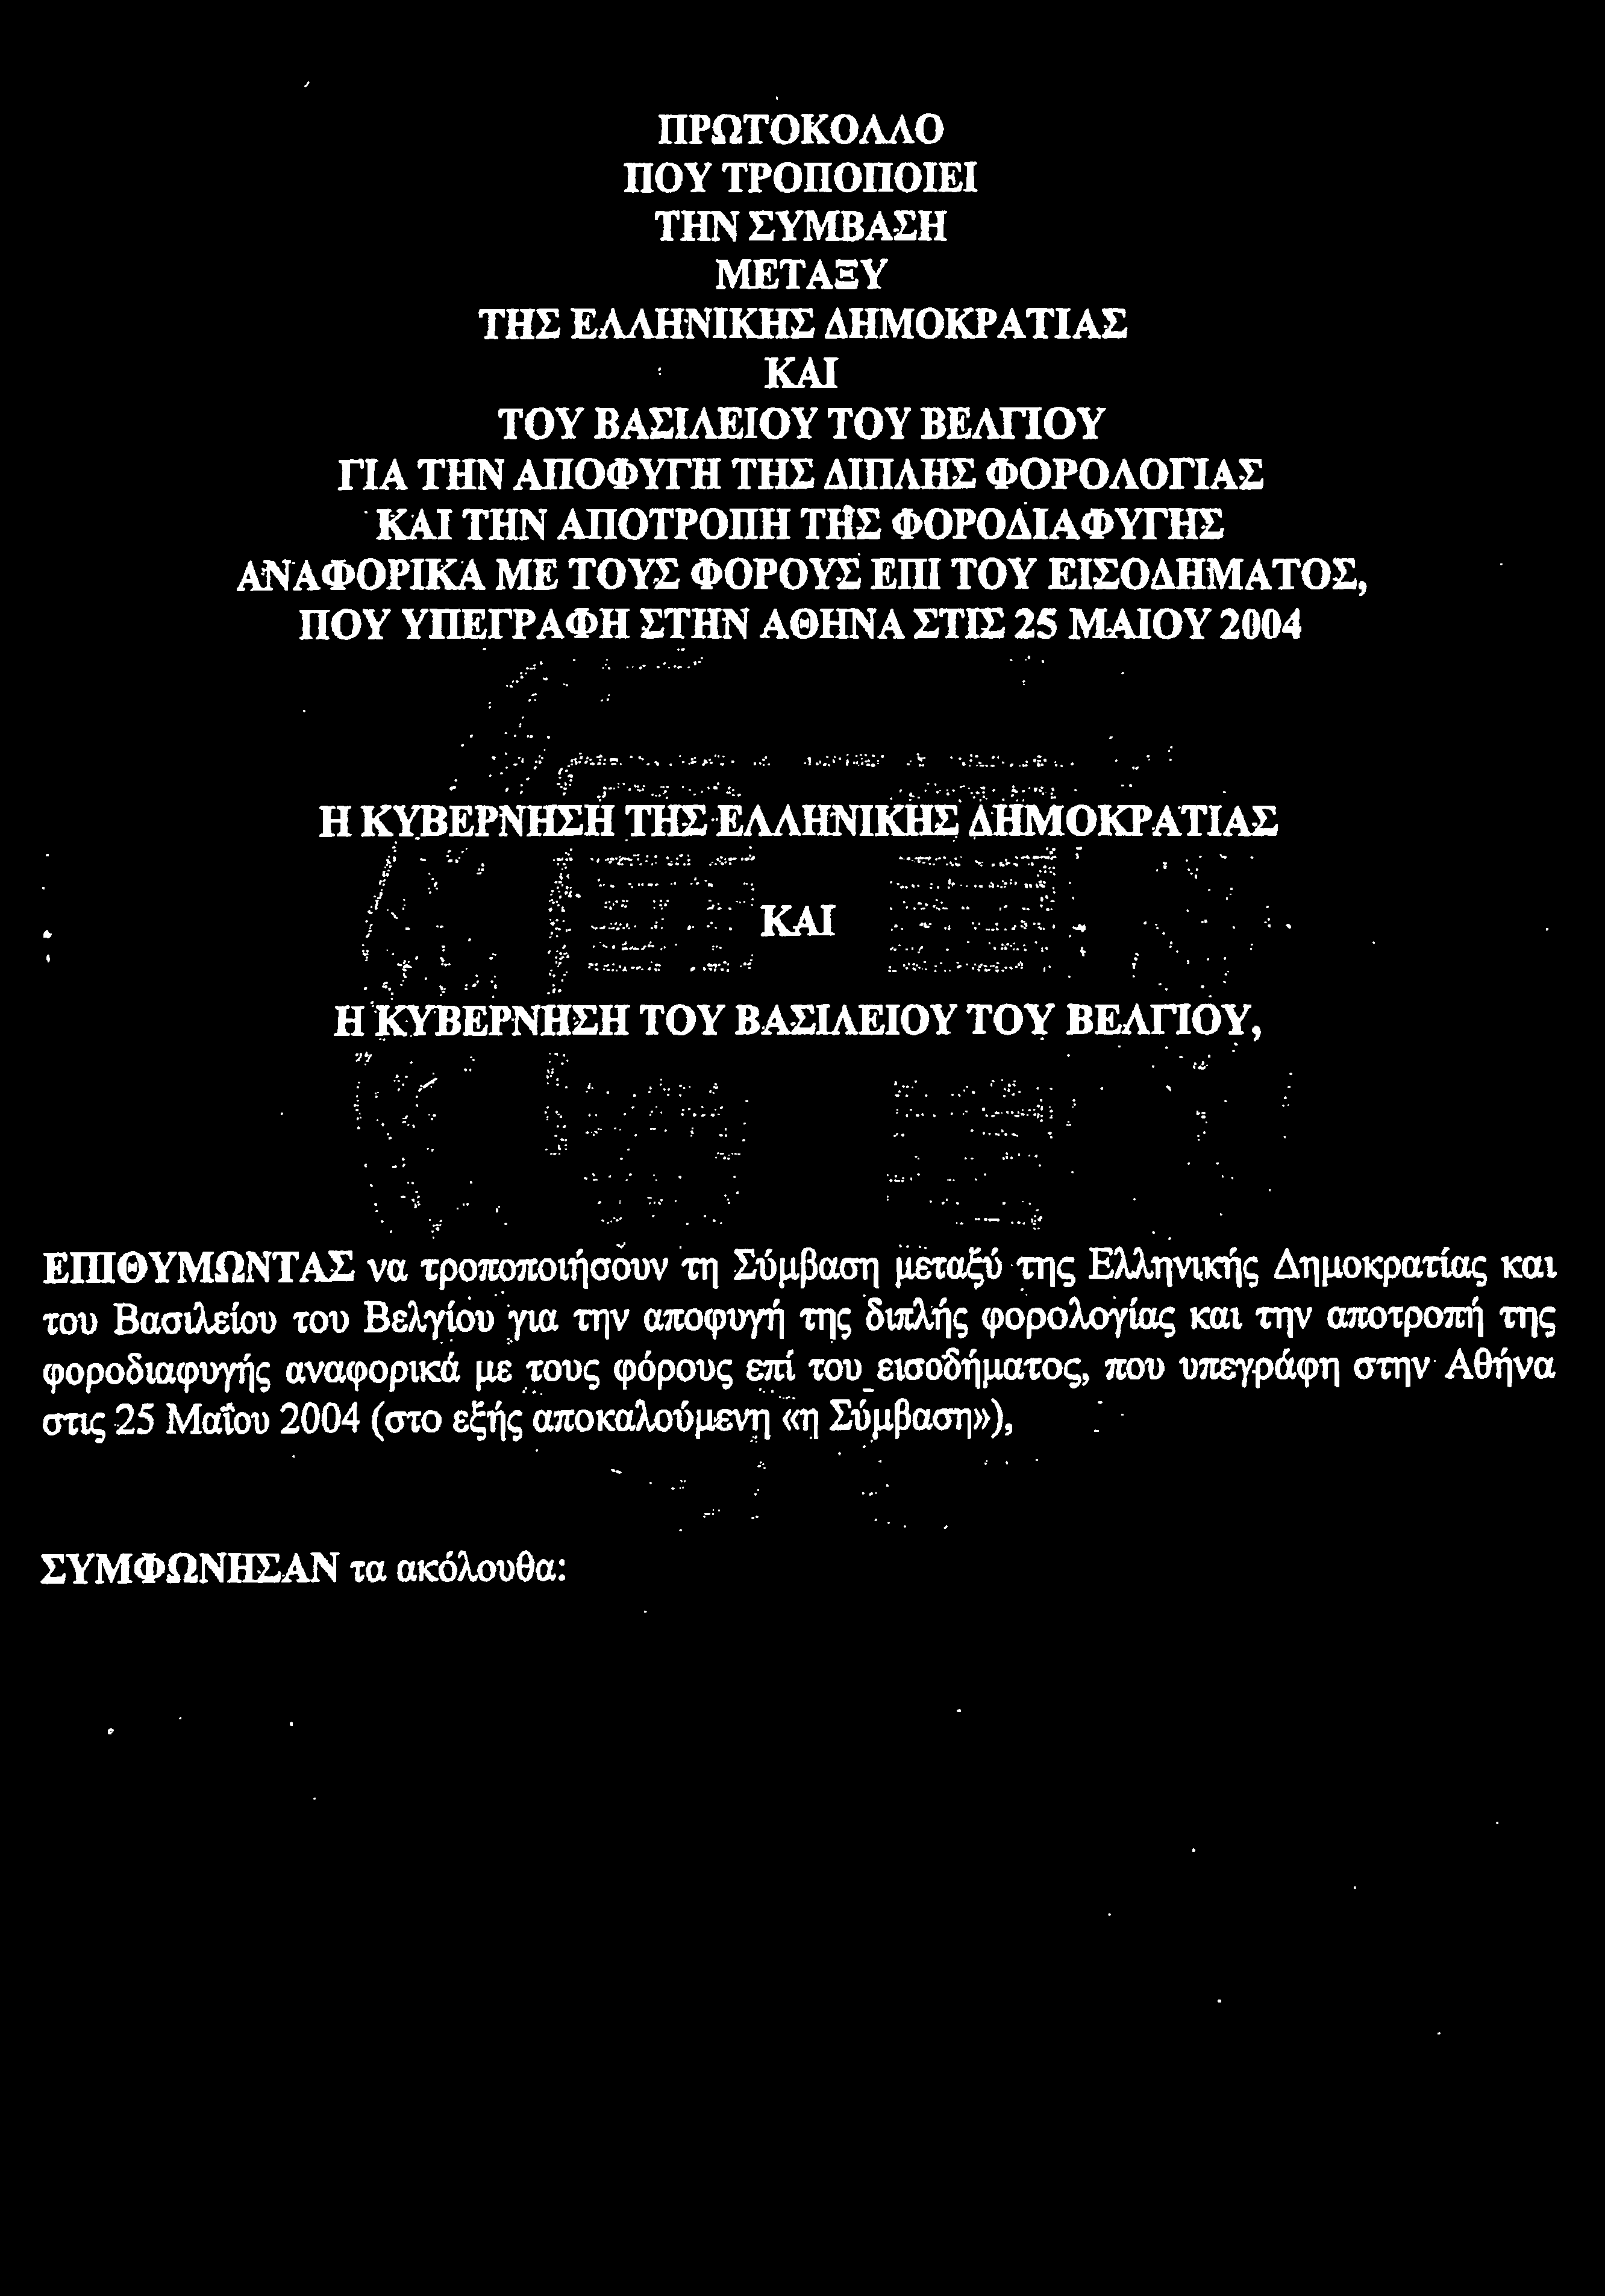 ΠΡΩΤΟΚΟΛΛΟ
ΠΟΥ ΤΡΟΠΟΠΟΙΕΙ
ΤΗΝ ΣΥΜΒΑΣΗ
ΜΕΤΑΞΥ
ΤΗΣ ΕΛΛΗΝΙΚΗΣ ΔΗΜΟΚΡΑΤΙΑΣ
ΚΑΙ
ΤΟΥ ΒΑΣΙΛΕΙΟΥ ΤΟΥ ΒΕΛΓΙΟΥ
ΓΙΑ ΤΗΝ ΑΠΟΦΥΓΗ ΤΗΣ ΔΙΠΛΗΣ ΦΟΡΟΛΟΓΙΑΣ
ΚΑΙ ΤΗΝ ΑΠΟΤΡΟΠΗ ΤΗΣ ΦΟΡΟΔΙΑΦΥΓΗΣ
ΑΝΑΦΟΡΙΚΑ ΜΕ ΤΟΥΣ ΦΟΡΟΥΣ ΕΠΙ ΤΟΥ ΕΙΣΟΔΗΜΑΤΟΣ,
ΠΟΥ ΥΠΕΓΡΑΦΗ ΣΤΗΝ ΑΘΗΝΑ ΣΤΙΣ 25 ΜΑΙΟΥ 2004
Η ΚΥΒΕΡΝΗΣΗ ΤΗΣ ΕΛΛΗΝΙΚΗΣ ΔΗΜΟΚΡΑΤΙΑΣ
ΚΑΙ
Η ΚΥΒΕΡΝΗΣΗ ΤΟΥ ΒΑΣΙΛΕΙΟΥ ΤΟΥ ΒΕΛΓΙΟΥ,
ΕΠΙΘΥΜΩΝΤΑΣ να τροποποιήσουν τη Σύμβαση μεταξύ της Ελληνικής Δημοκρατίας και
του Βασιλείου του Βελγίου για την αποφυγή της διπλής φορολογίας και την αποτροπή της
φοροδιαφυγής αναφορικά με τους φόρους επί του εισοδήματος, που υπεγράφη στην Αθήνα
στις 25 Μαΐου 2004 (στο εξής αποκαλούμενη «η Σύμβαση»),
ΣΥΜΦΩΝΗΣΑΝ τα ακόλουθα: